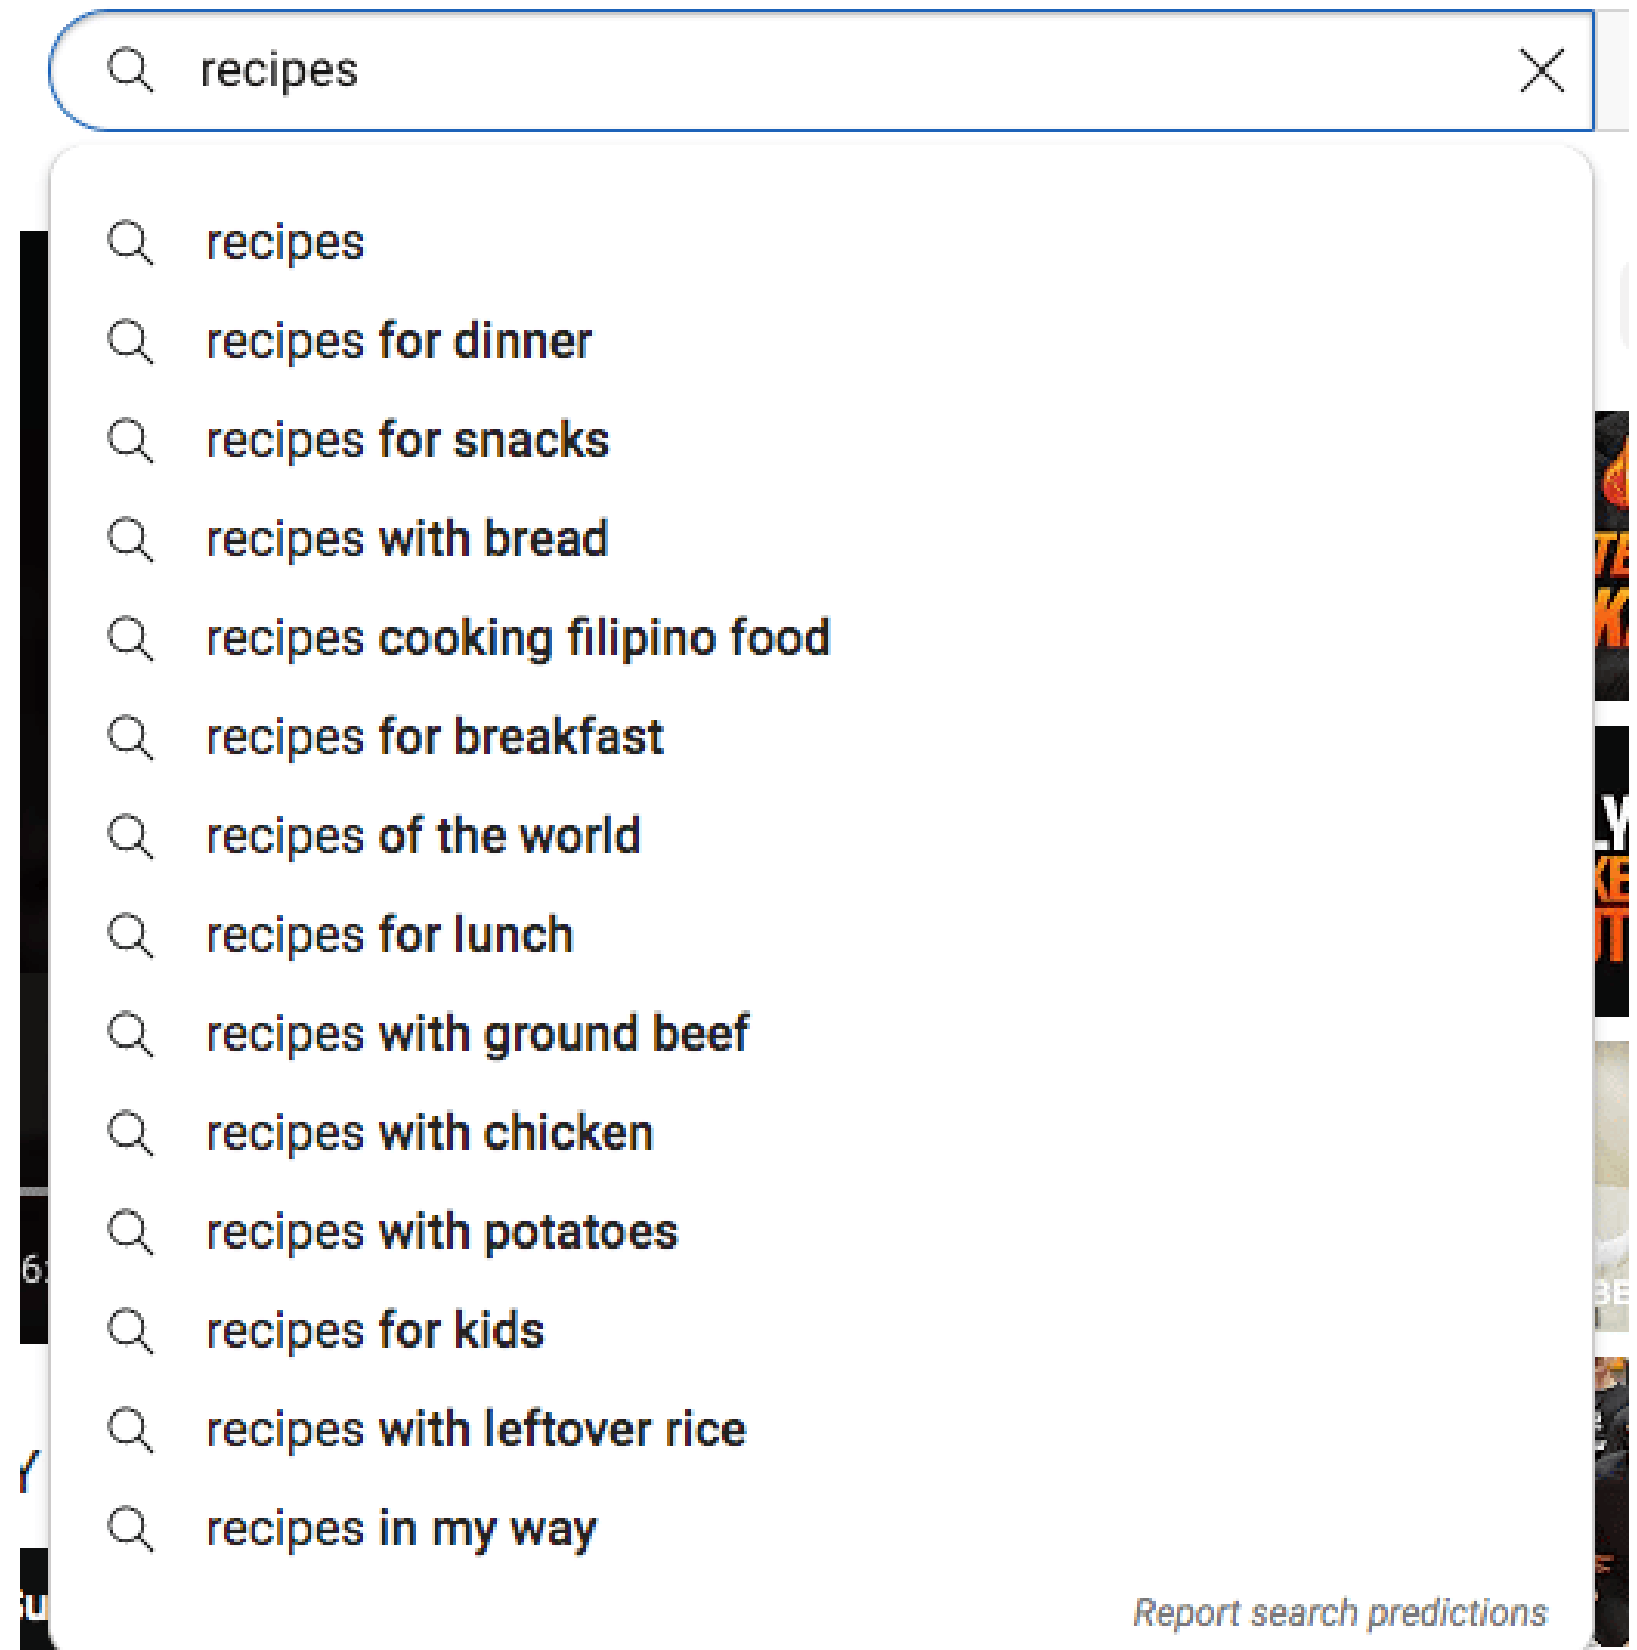 recipes
recipes
recipes for dinner
recipes for snacks
recipes with bread
recipes cooking filipino food
recipes for breakfast
recipes of the world
recipes for lunch
recipes with ground beef
recipes with chicken
recipes with potatoes
recipes for kids
recipes with leftover rice
recipes in my way
Report search predictions